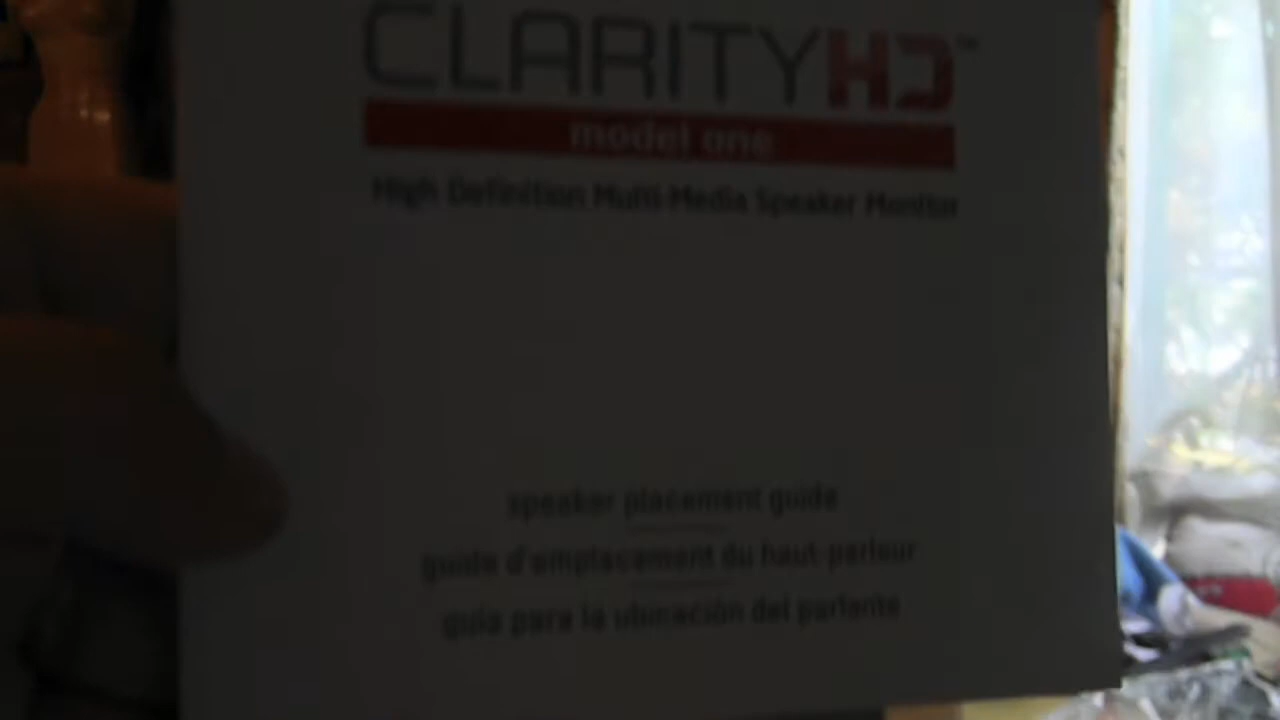 CLARITYHD™
model one
High Definition Multi-Media Speaker Monitor
speaker placement guide
guide d'emplacement du haut-parleur
guía para la ubicación del parlante